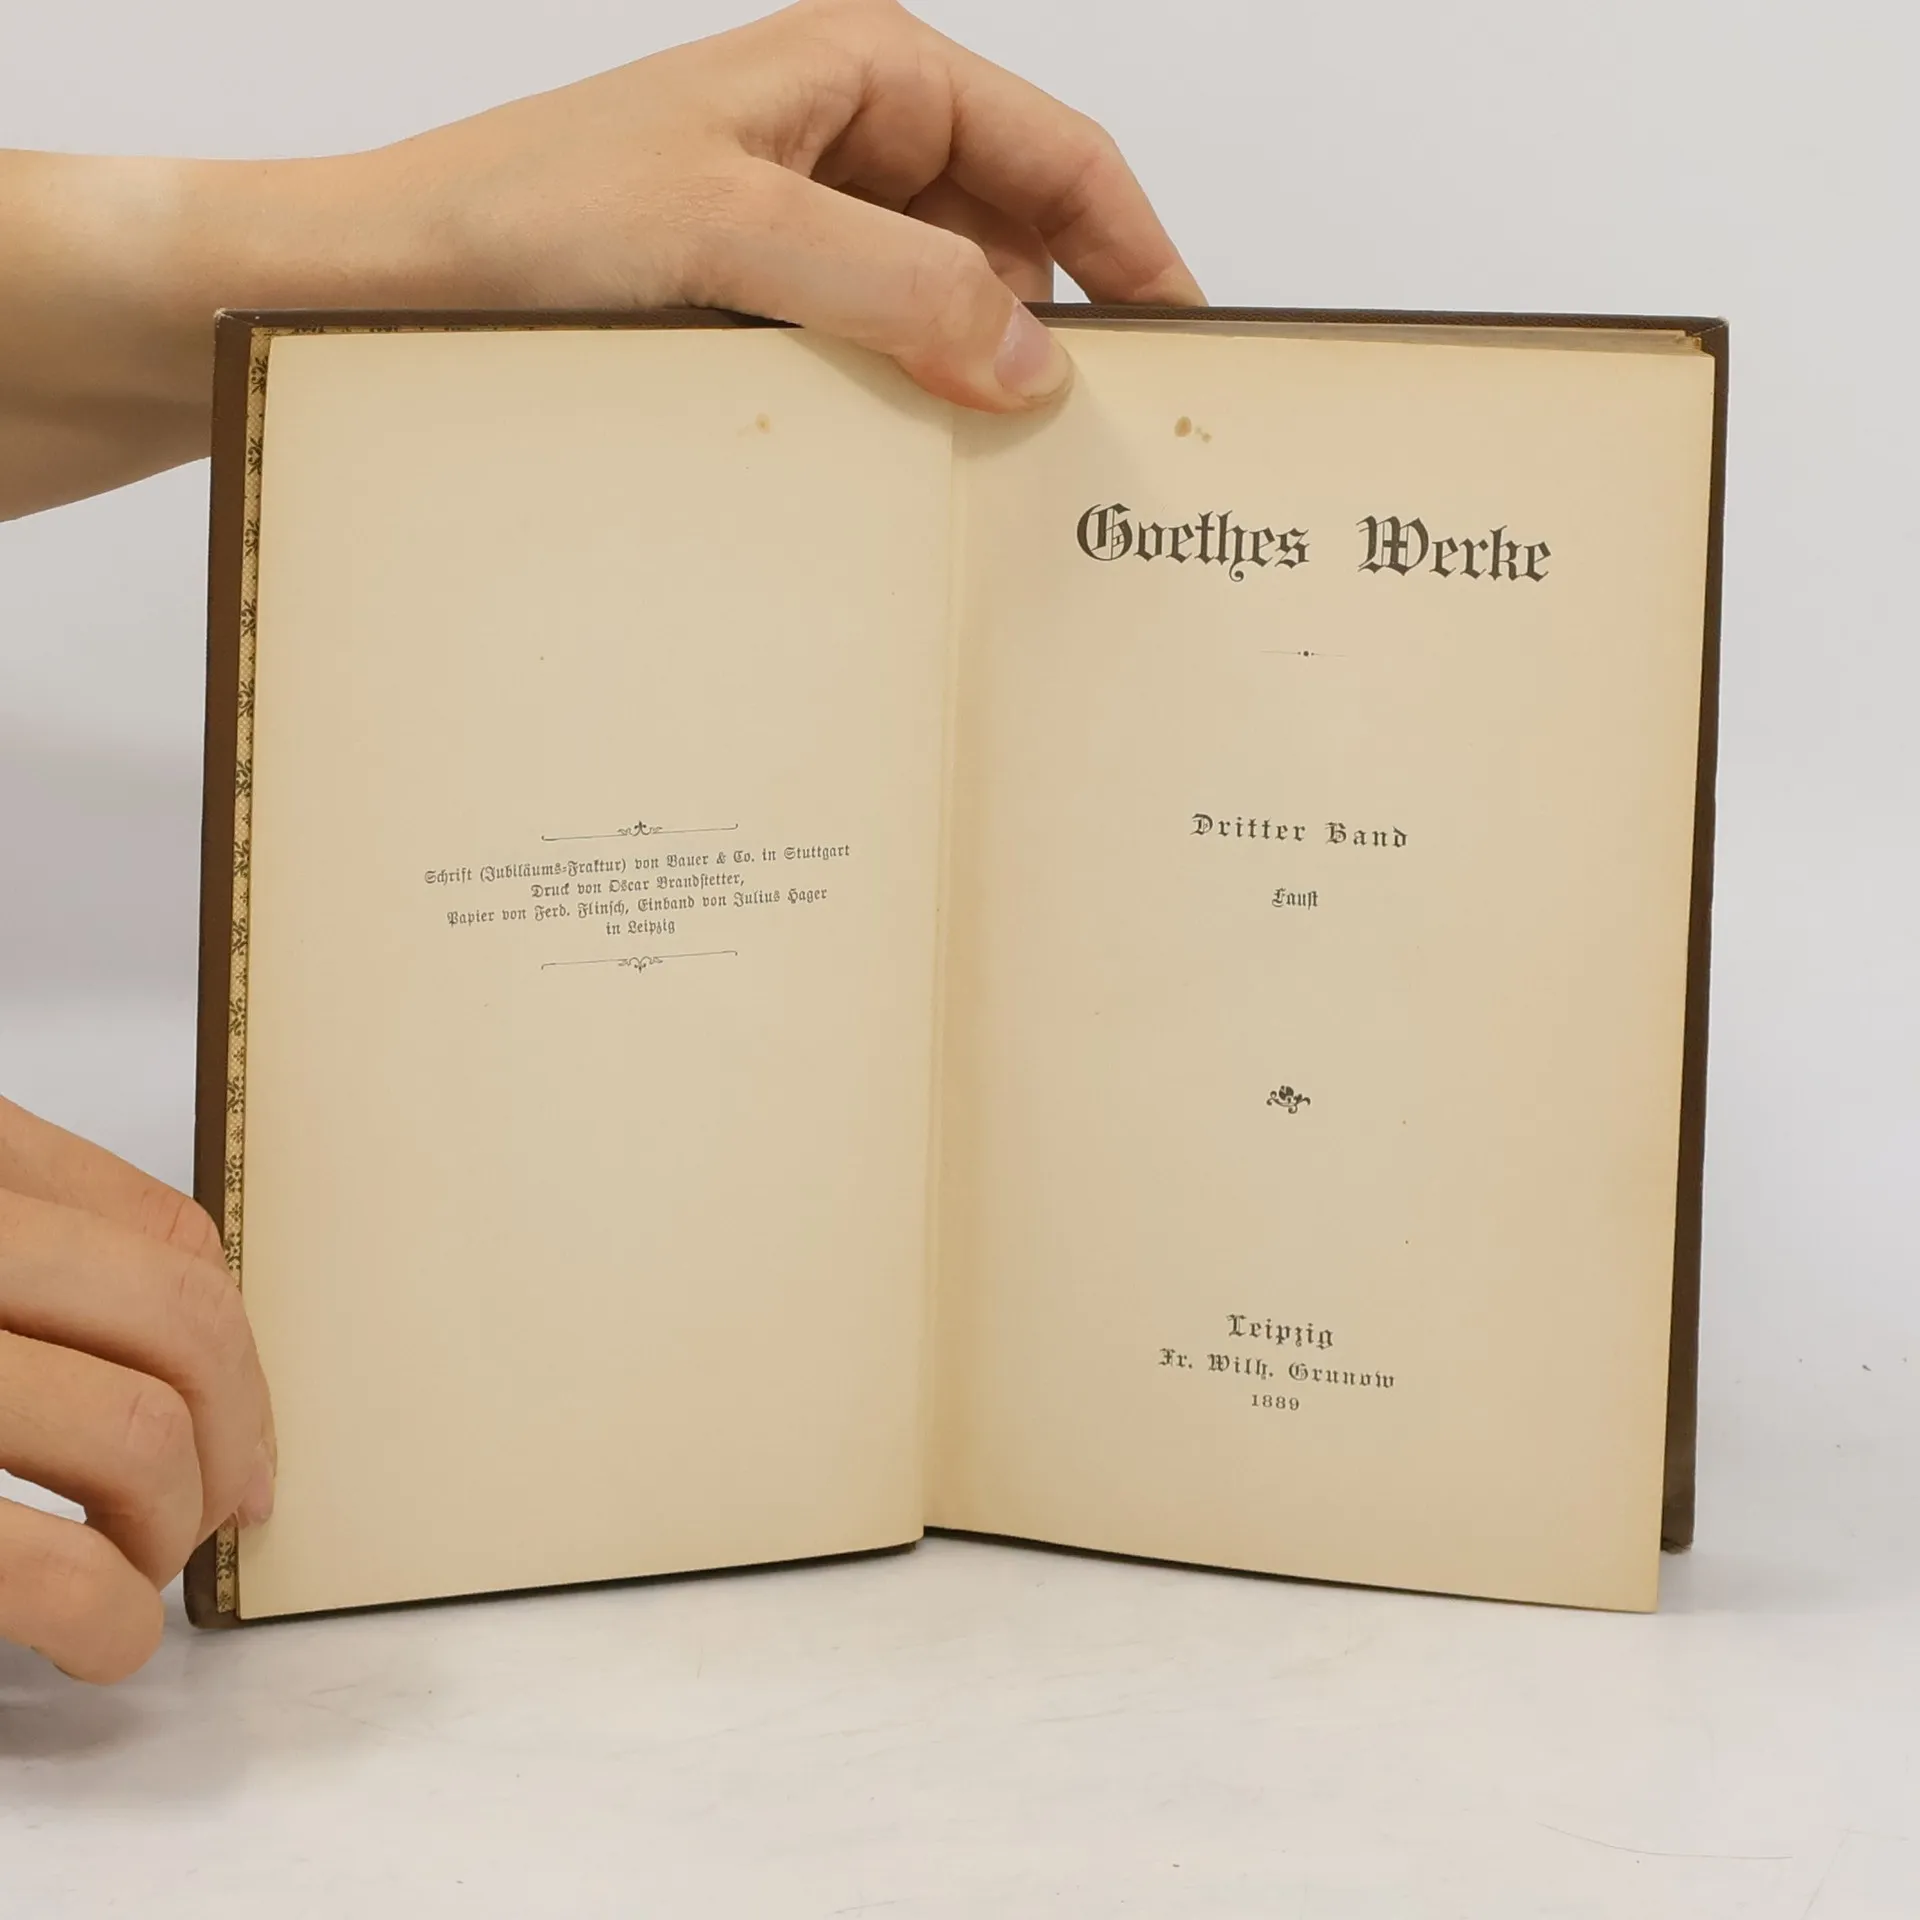 Schrift (Jubiläums-Fraktur) von Bauer & Co. in Stuttgart
Druck von Oscar Brandstetter,
Papier von Ferd. Flinsch, Einband von Julius Hager
in Leipzig
Goethes Werke
Dritter Band
Faust
Leipzig
Fr. Wilh. Grunow
1889